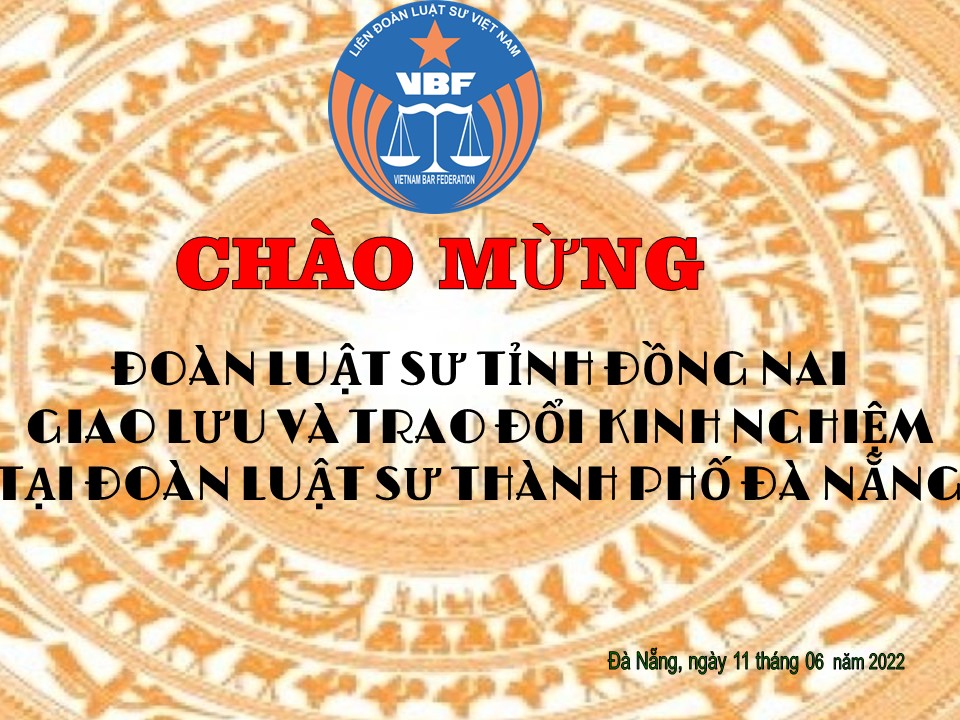 LIÊN ĐOÀN LUẬT SƯ VIỆT NAM
VBF
VIETNAM BAR FEDERATION
CHÀO MỪNG
ĐOÀN LUẬT SƯ TỈNH ĐỒNG NAI
GIAO LƯU VÀ TRAO ĐỔI KINH NGHIỆM
TẠI ĐOÀN LUẬT SƯ THÀNH PHỐ ĐÀ NẴNG
Đà Nẵng, ngày 11 tháng 06 năm 2022